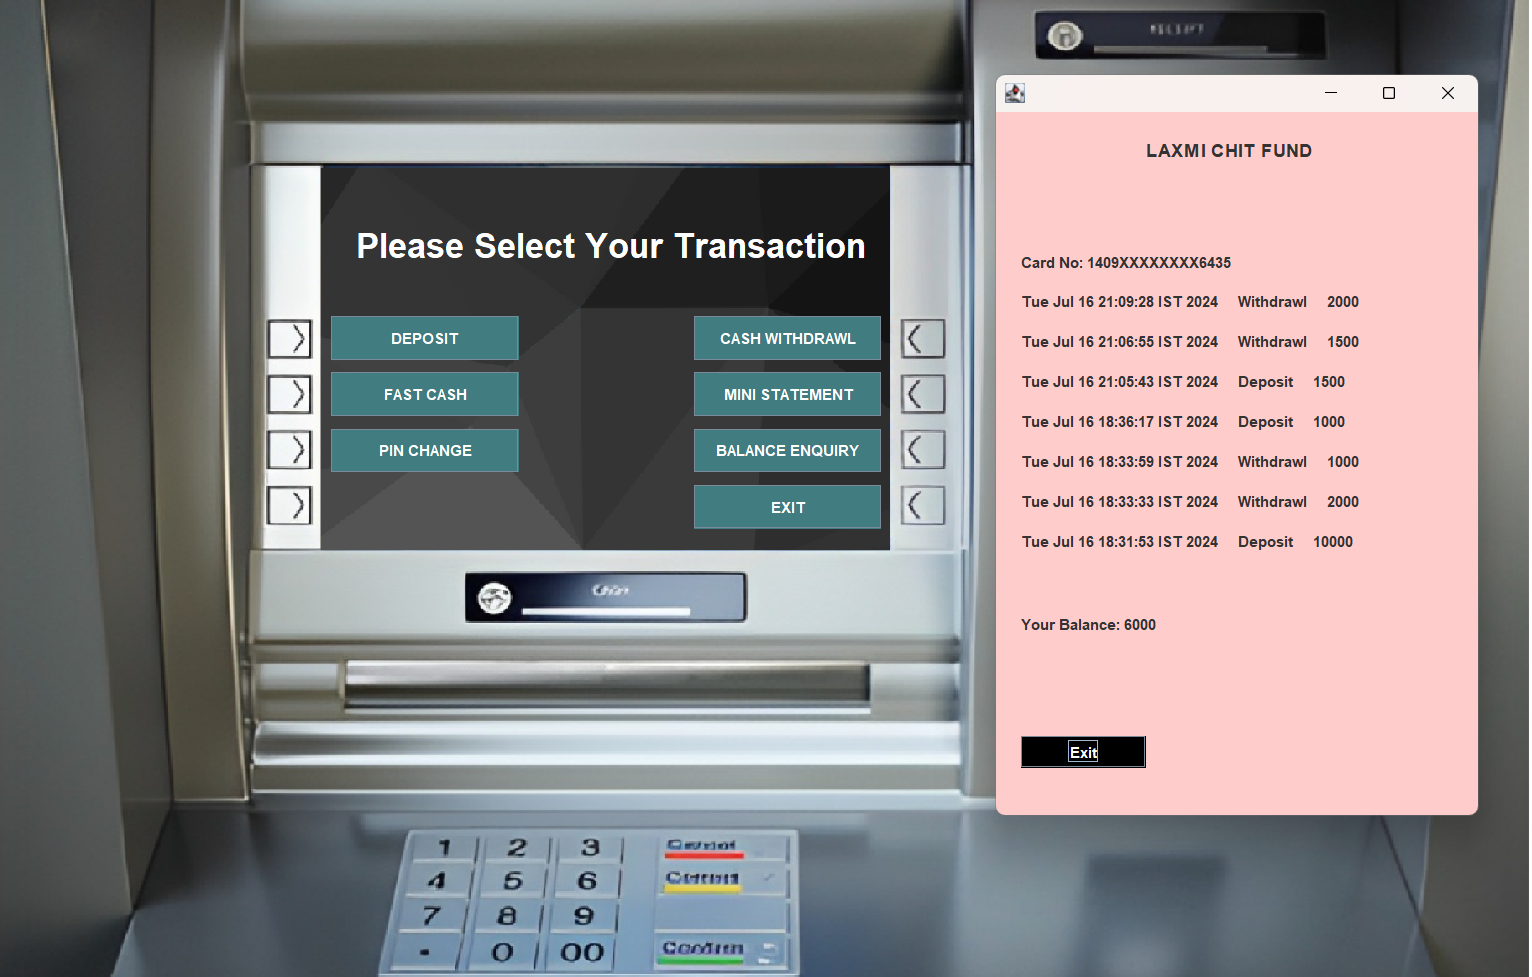 RECEIPT
Please Select Your Transaction
DEPOSIT
CASH WITHDRAWL
FAST CASH
MINI STATEMENT
PIN CHANGE
BALANCE ENQUIRY
EXIT
1 2 3
4 5 6
7 8 9
0 00
Confirm
LAXMI CHIT FUND
Card No: 1409XXXXXXXX6435
Tue Jul 16 21:09:28 IST 2024 Withdrawl 2000
Tue Jul 16 21:06:55 IST 2024 Withdrawl 1500
Tue Jul 16 21:05:43 IST 2024 Deposit 1500
Tue Jul 16 18:36:17 IST 2024 Deposit 1000
Tue Jul 16 18:33:59 IST 2024 Withdrawl 1000
Tue Jul 16 18:33:33 IST 2024 Withdrawl 2000
Tue Jul 16 18:31:53 IST 2024 Deposit 10000
Your Balance: 6000
Exit